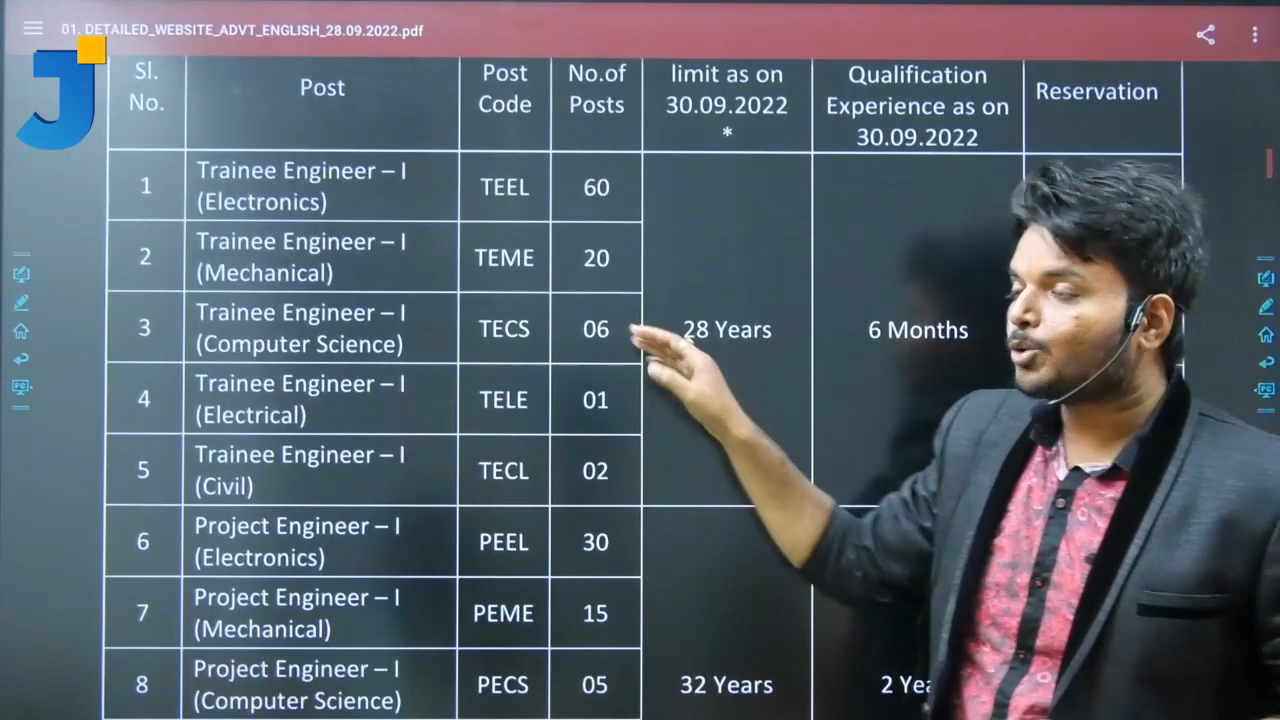 01. DETAILED_WEBSITE_ADVT_ENGLISH_28.09.2022.pdf
J
Sl. No.
Post
Post Code
No.of Posts
limit as on 30.09.2022 *
Qualification Experience as on 30.09.2022
Reservation
1
Trainee Engineer – I (Electronics)
TEEL
60
2
Trainee Engineer – I (Mechanical)
TEME
20
3
Trainee Engineer – I (Computer Science)
TECS
06
28 Years
6 Months
4
Trainee Engineer – I (Electrical)
TELE
01
5
Trainee Engineer – I (Civil)
TECL
02
6
Project Engineer – I (Electronics)
PEEL
30
7
Project Engineer – I (Mechanical)
PEME
15
8
Project Engineer – I (Computer Science)
PECS
05
32 Years
2 Yea
PC
PC